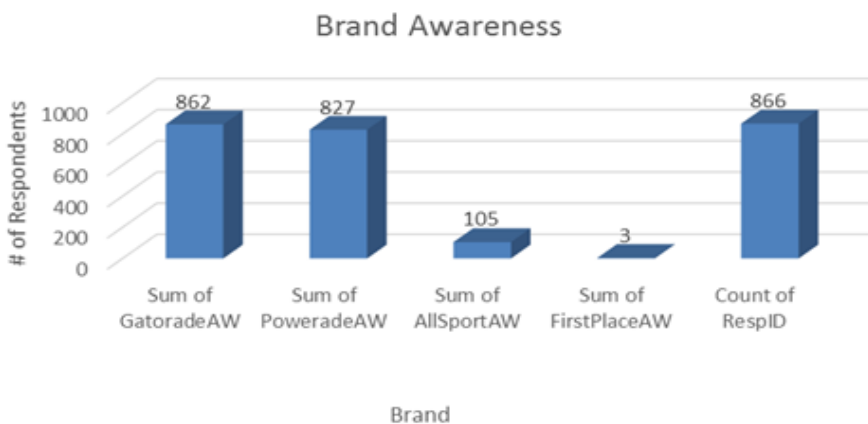 Brand Awareness
# of Respondents
1000
800
600
400
200
0
862
827
105
3
866
Sum of
GatoradeAW
Sum of
PoweradeAW
Sum of
AllSportAW
Sum of
FirstPlaceAW
Count of
RespID
Brand